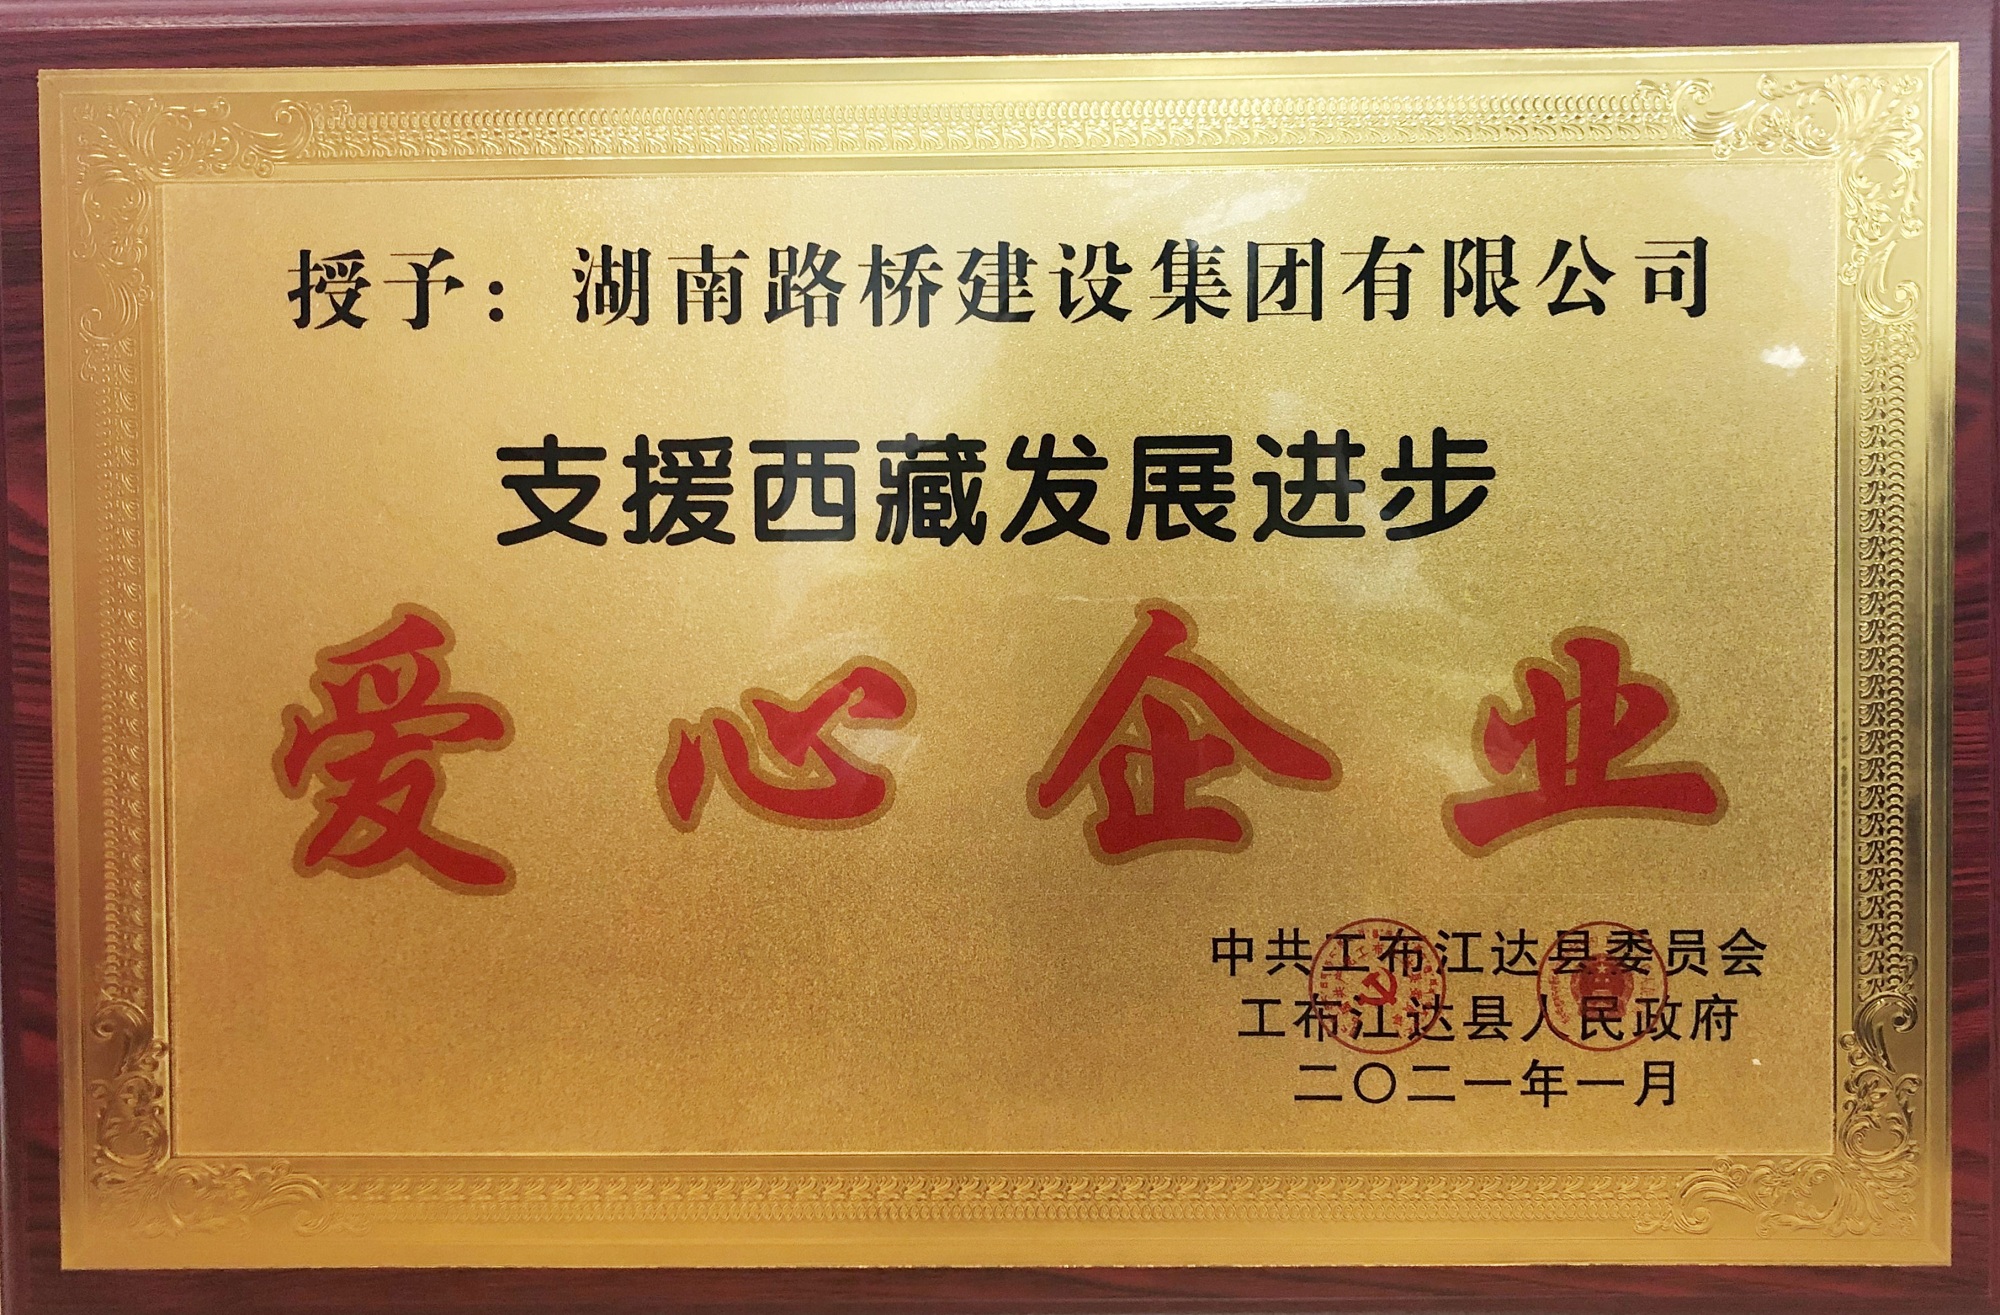 授予：湖南路桥建设集团有限公司
支援西藏发展进步
爱心企业
中共工布江达县委员会
工布江达县人民政府
二〇二一年一月